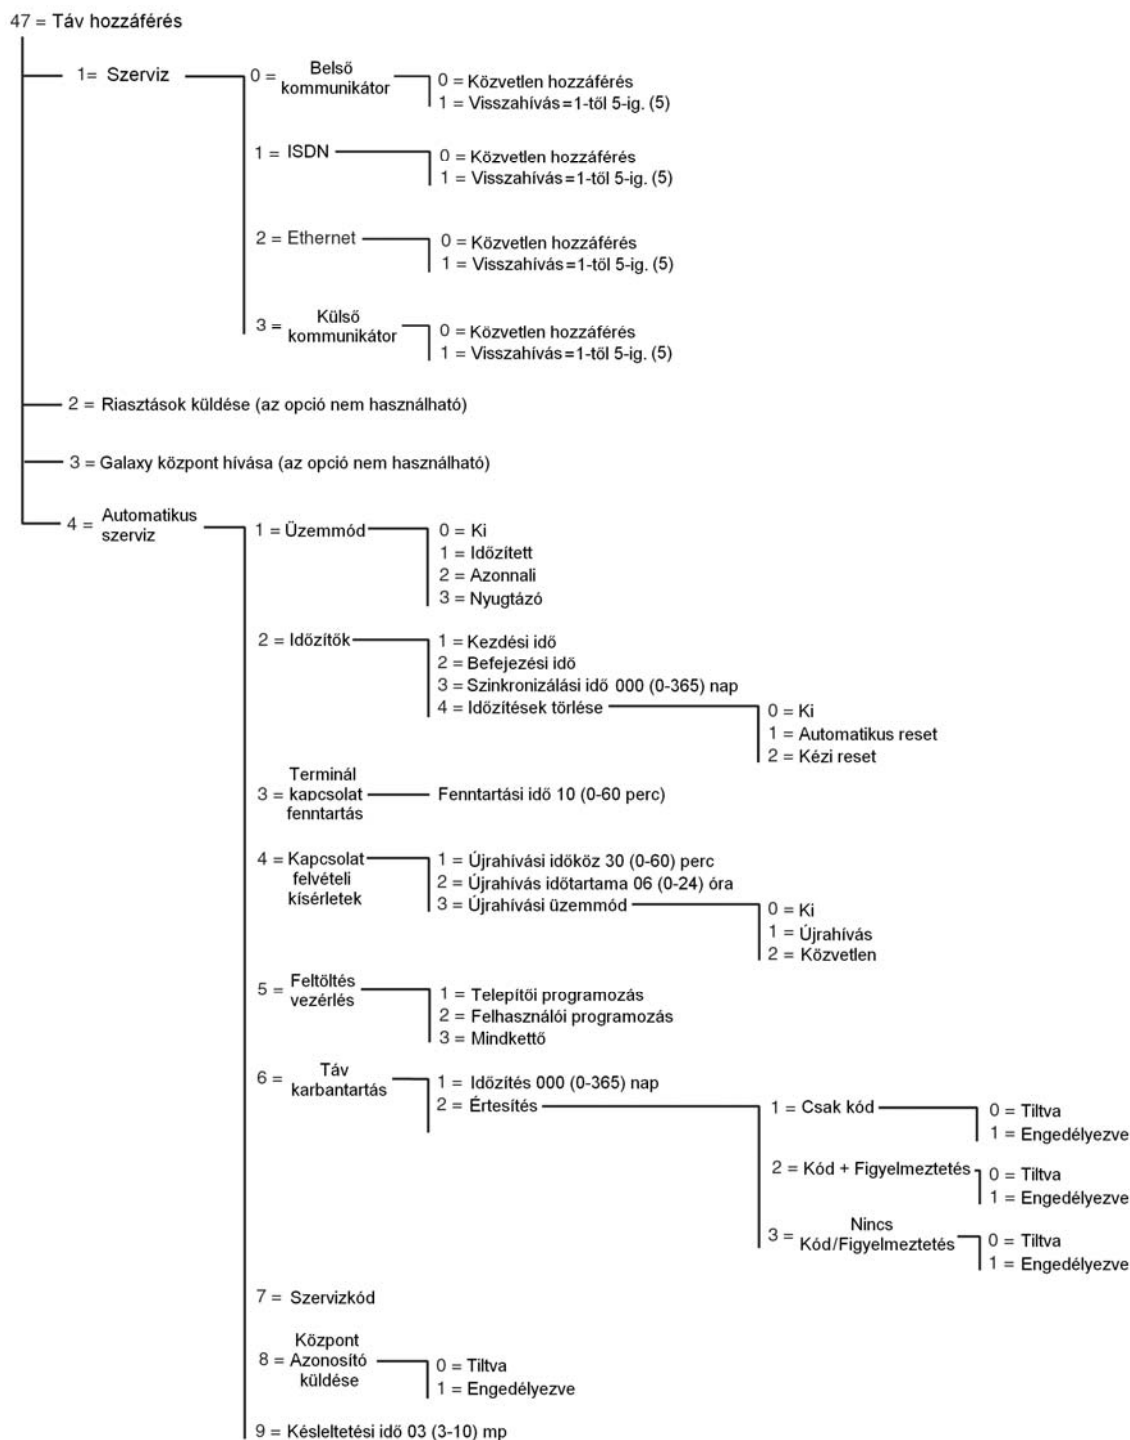 47 = Táv hozzáférés
1= Szerviz
0 = Belső kommunikátor
0 = Közvetlen hozzáférés
1 = Visszahívás=1-től 5-ig. (5)
1 = ISDN
0 = Közvetlen hozzáférés
1 = Visszahívás=1-től 5-ig. (5)
2 = Ethernet
0 = Közvetlen hozzáférés
1 = Visszahívás=1-től 5-ig. (5)
3 = Külső kommunikátor
0 = Közvetlen hozzáférés
1 = Visszahívás=1-től 5-ig. (5)
2 = Riasztások küldése (az opció nem használható)
3 = Galaxy központ hívása (az opció nem használható)
4 = Automatikus szerviz
1 = Üzemmód
0 = Ki
1 = Időzített
2 = Azonnali
3 = Nyugtázó
2 = Időzítők
1 = Kezdési idő
2 = Befejezési idő
3 = Szinkronizálási idő 000 (0-365) nap
4 = Időzítések törlése
0 = Ki
1 = Automatikus reset
2 = Kézi reset
3 = Terminál kapcsolat fenntartás
Fenntartási idő 10 (0-60 perc)
4 = Kapcsolat felvételi kísérletek
1 = Újrahívási időköz 30 (0-60) perc
2 = Újrahívás időtartama 06 (0-24) óra
3 = Újrahívási üzemmód
0 = Ki
1 = Újrahívás
2 = Közvetlen
5 = Feltöltés vezérlés
1 = Telepítői programozás
2 = Felhasználói programozás
3 = Mindkettő
6 = Táv karbantartás
1 = Időzítés 000 (0-365) nap
2 = Értesítés
1 = Csak kód
0 = Tiltva
1 = Engedélyezve
2 = Kód + Figyelmeztetés
0 = Tiltva
1 = Engedélyezve
3 = Nincs Kód/Figyelmeztetés
0 = Tiltva
1 = Engedélyezve
7 = Szervizkód
8 = Központ Azonosító küldése
0 = Tiltva
1 = Engedélyezve
9 = Késleltetési idő 03 (3-10) mp